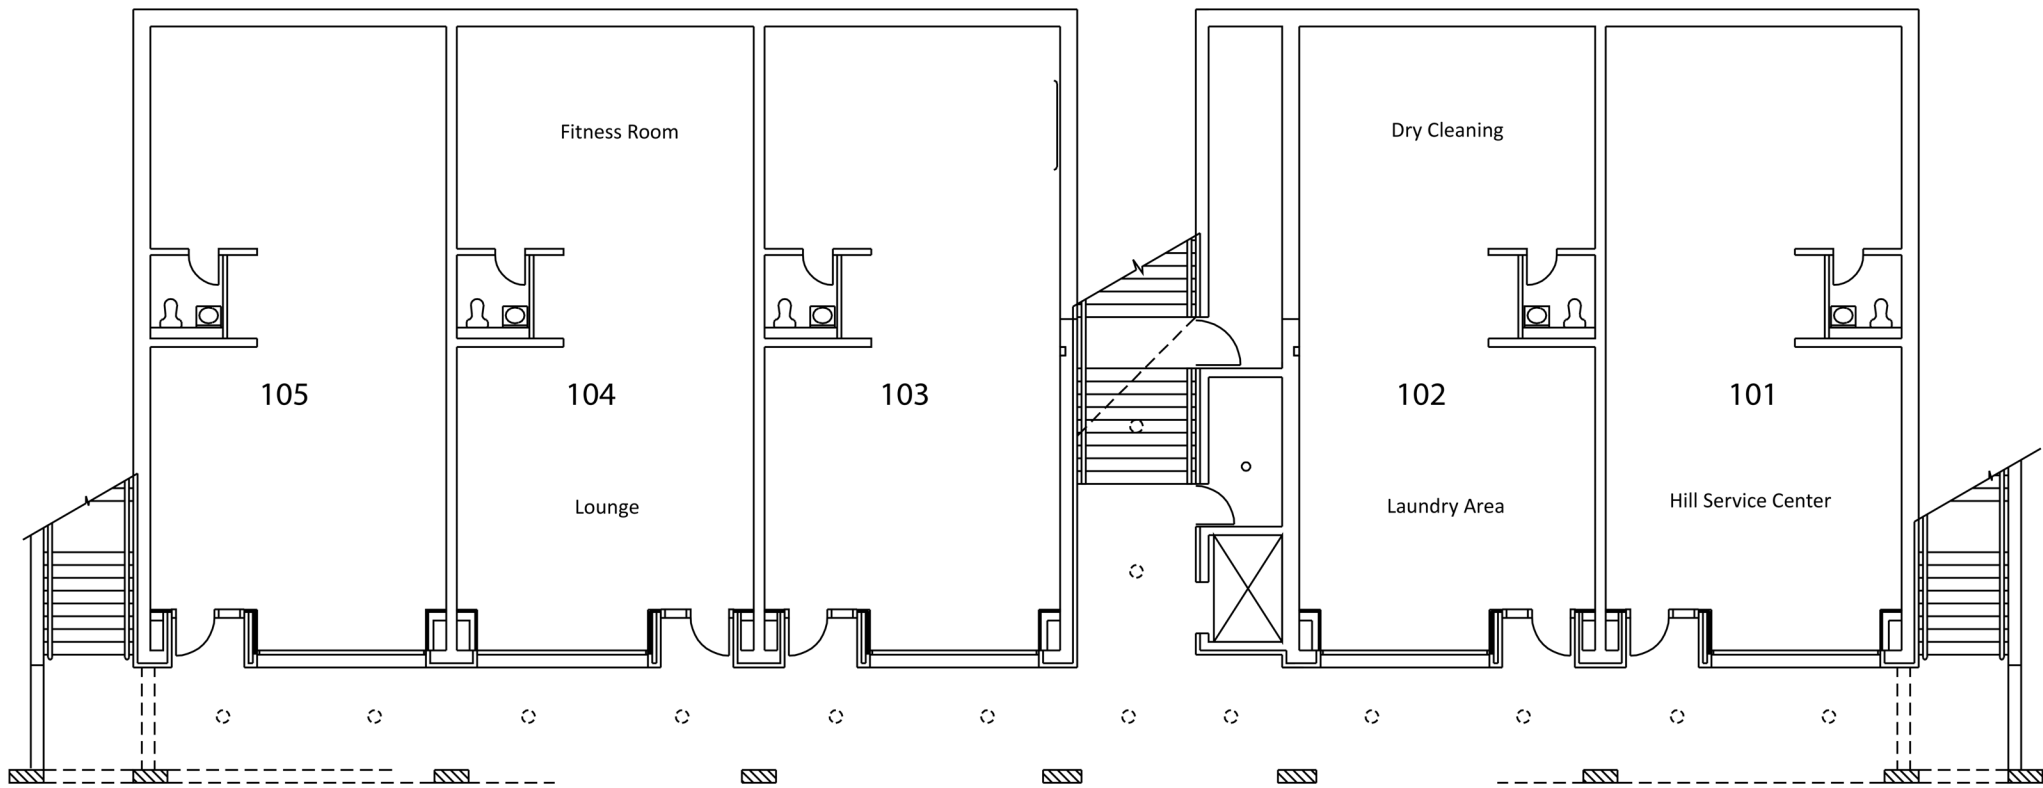 Fitness Room
Dry Cleaning
105
104
103
102
101
Lounge
Laundry Area
Hill Service Center